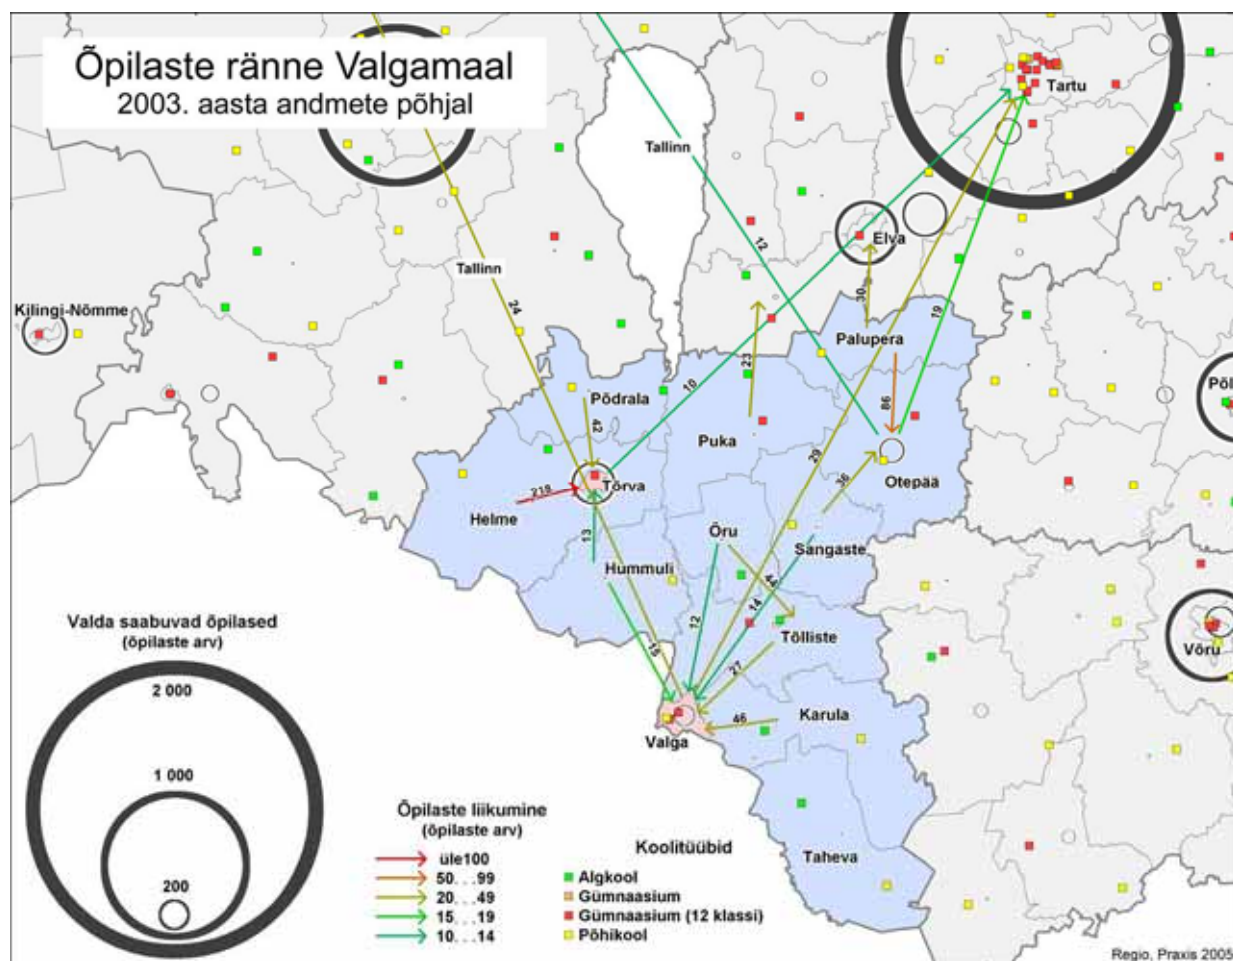 Õpilaste ränne Valgamaal
2003. aasta andmete põhjal
Tartu
Tallinn
12
Elva
Tallinn
24
Kilingi-Nõmme
30
19
Palupera
23
10
86
Põl
Põdrala
42
Puka
29
36
Otepää
Tõrva
218
Helme
13
Õru
Sangaste
Hummuli
44
14
12
Tõlliste
15
27
Võru
46
Karula
Valga
Taheva
Valda saabuvad õpilased
(õpilaste arv)
2 000
1 000
200
Õpilaste liikumine
(õpilaste arv)
üle100
50...99
20...49
15...19
10...14
Koolitüübid
Algkool
Gümnaasium
Gümnaasium (12 klassi)
Põhikool
Regio, Praxis 2005